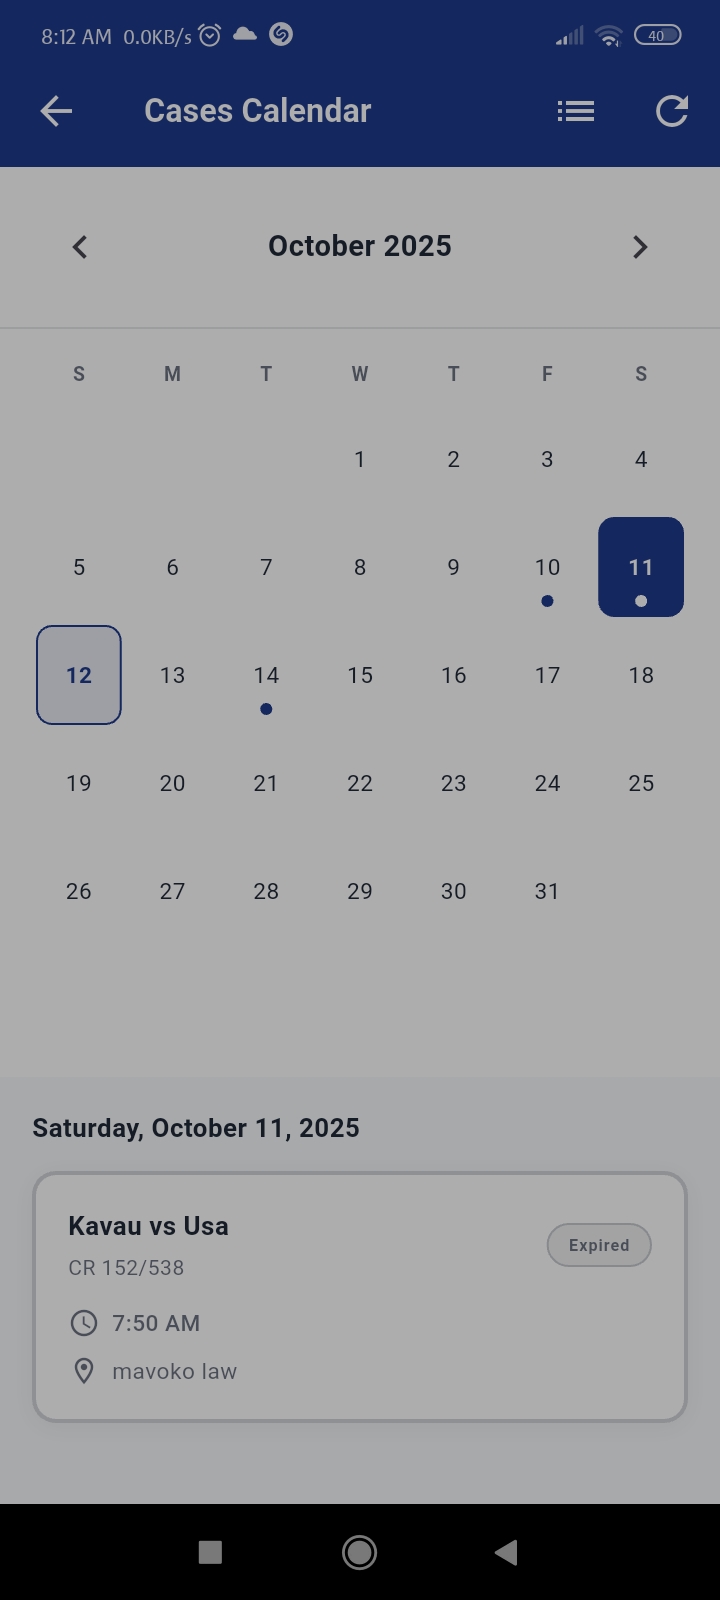 8:12 AM 0.0KB/s 40
Cases Calendar
October 2025
S M T W T F S
1 2 3 4
5 6 7 8 9 10 11
12 13 14 15 16 17 18
19 20 21 22 23 24 25
26 27 28 29 30 31
Saturday, October 11, 2025
Kavau vs Usa
Expired
CR 152/538
7:50 AM
mavoko law